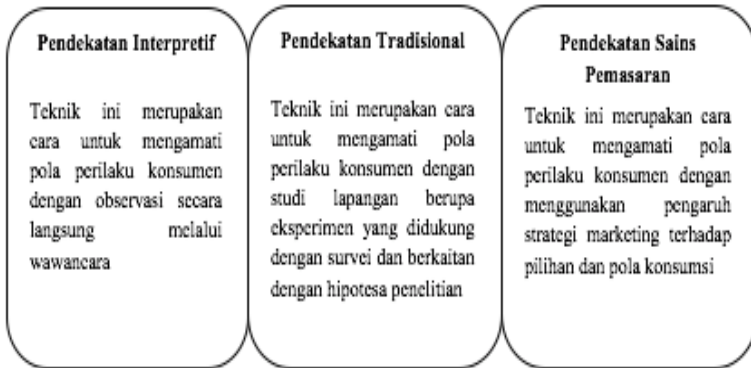 Pendekatan Interpretif
Teknik ini merupakan
cara untuk mengamati
pola perilaku konsumen
dengan observasi secara
langsung melalui
wawancara
Pendekatan Tradisional
Teknik ini merupakan cara
untuk mengamati pola
perilaku konsumen dengan
studi lapangan berupa
eksperimen yang didukung
dengan survei dan berkaitan
dengan hipotesa penelitian
Pendekatan Sains
Pemasaran
Teknik ini merupakan cara
untuk mengamati pola
perilaku konsumen dengan
menggunakan pengaruh
strategi marketing terhadap
pilihan dan pola konsumsi